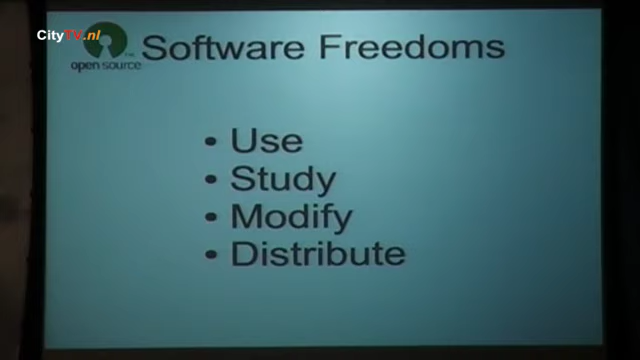 CityTV.nl
open source
Software Freedoms
• Use
• Study
• Modify
• Distribute